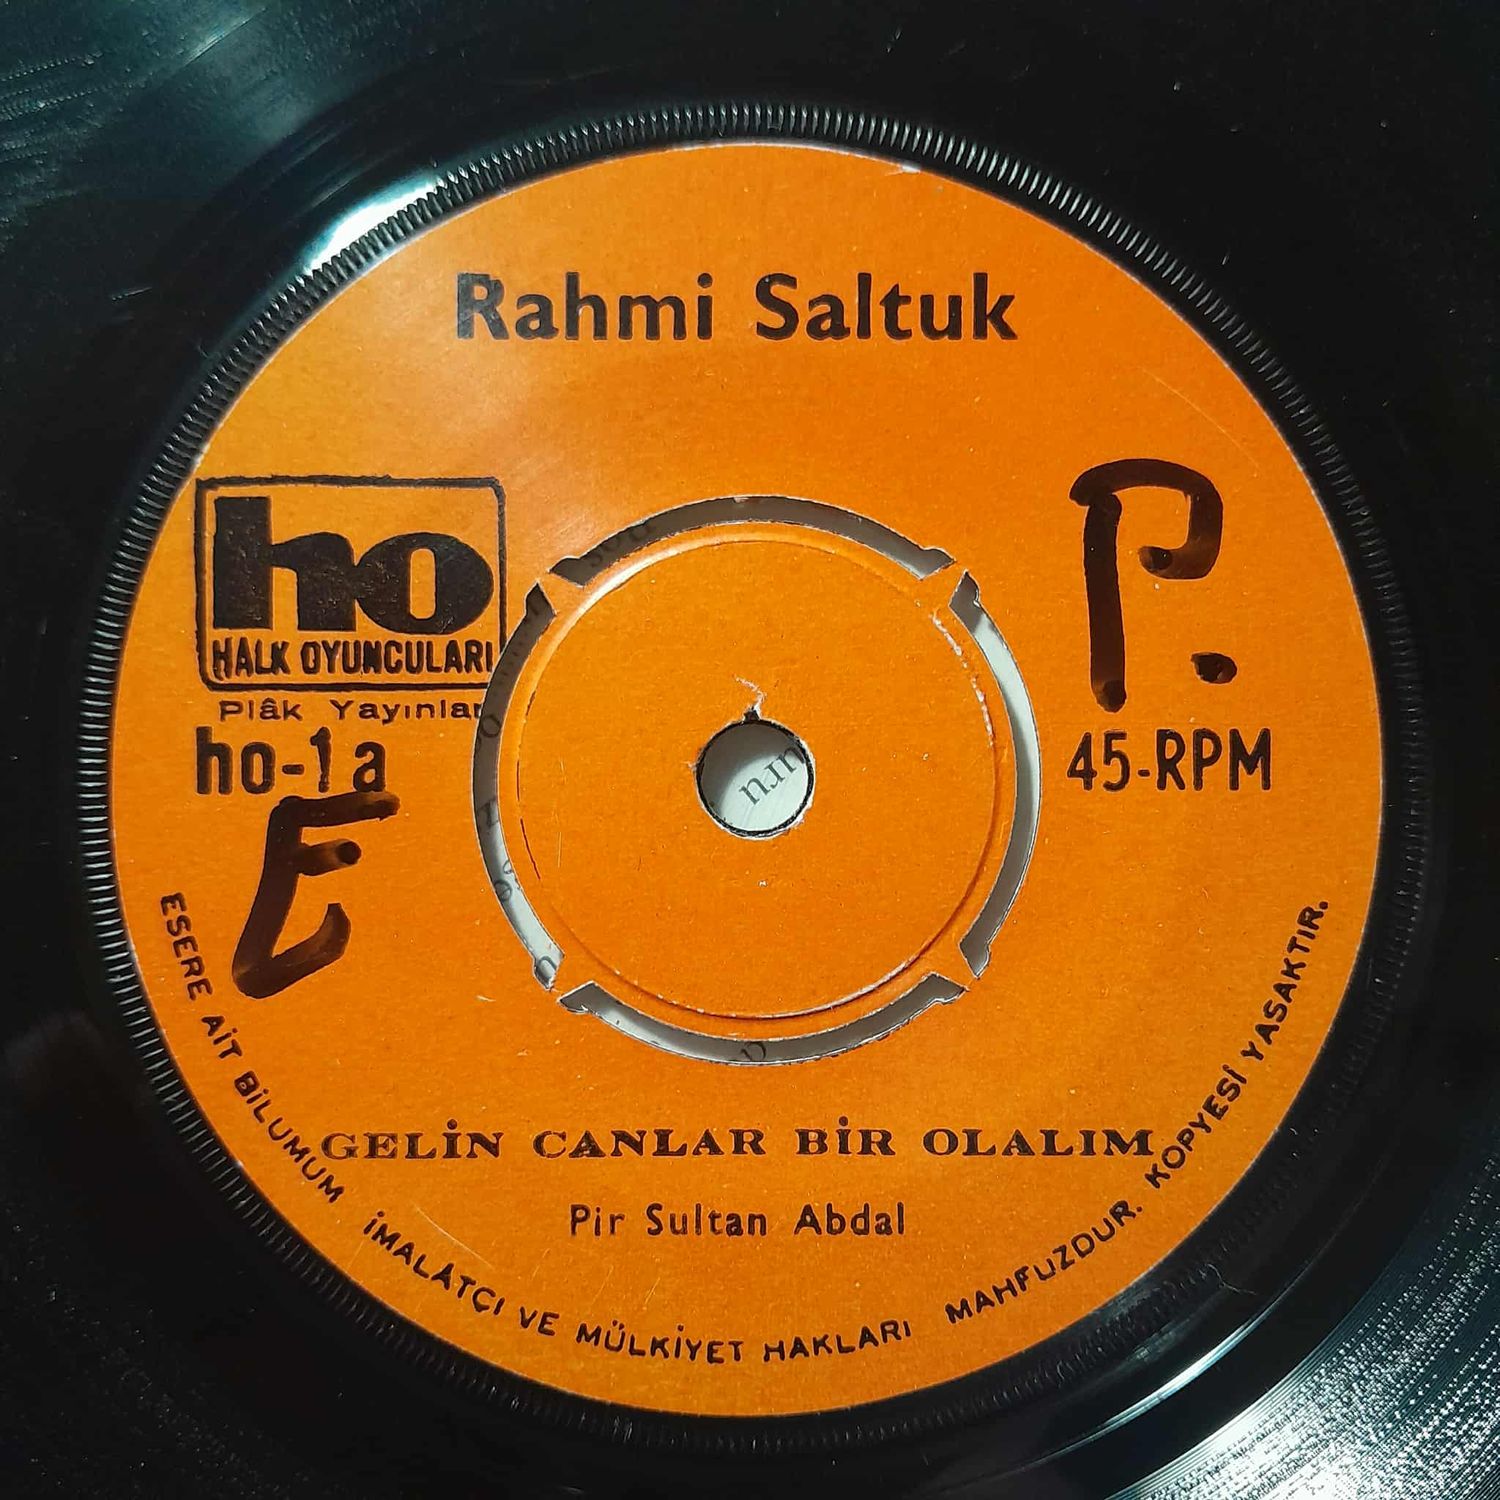 Rahmi Saltuk
ho
HALK OYUNCULARI
Plâk Yayınlar
ho-1a
E
P.
45-RPM
GELİN CANLAR BİR OLALIM
Pir Sultan Abdal
ESERE AİT BİLUMUM İMALATÇI VE MÜLKİYET HAKLARI MAHFUZDUR. KOPYESİ YASAKTIR.